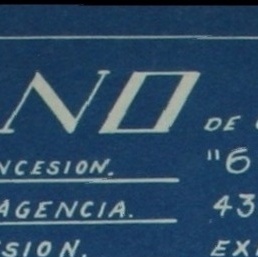 NO
DE
NCESION.
"6
AGENCIA.
43
SION.
EX